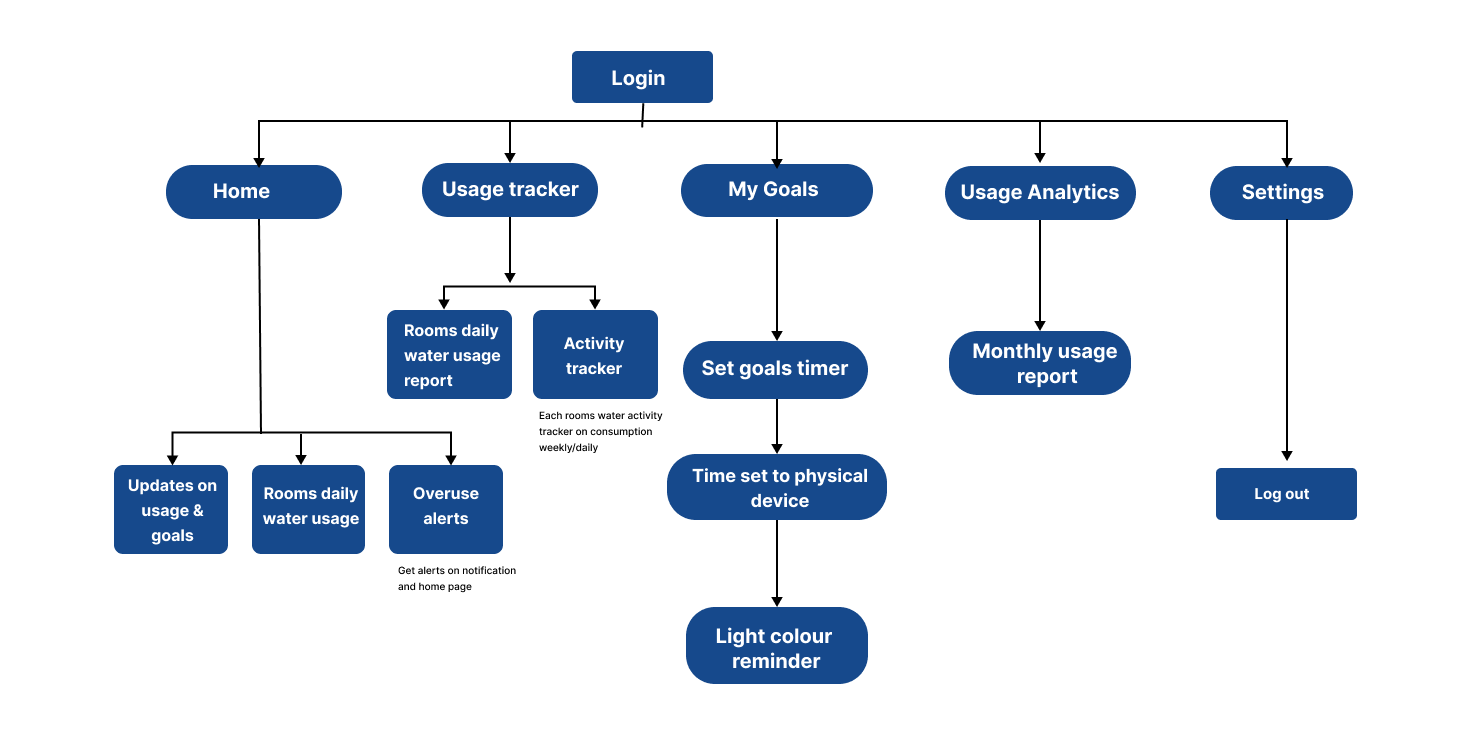 Login
Home
Usage tracker
My Goals
Usage Analytics
Settings
Rooms daily
water usage
report
Activity
tracker
Each rooms water activity
tracker on consumption
weekly/daily
Set goals timer
Monthly usage
report
Updates on
usage &
goals
Rooms daily
water usage
Overuse
alerts
Get alerts on notification
and home page
Time set to physical
device
Log out
Light colour
reminder